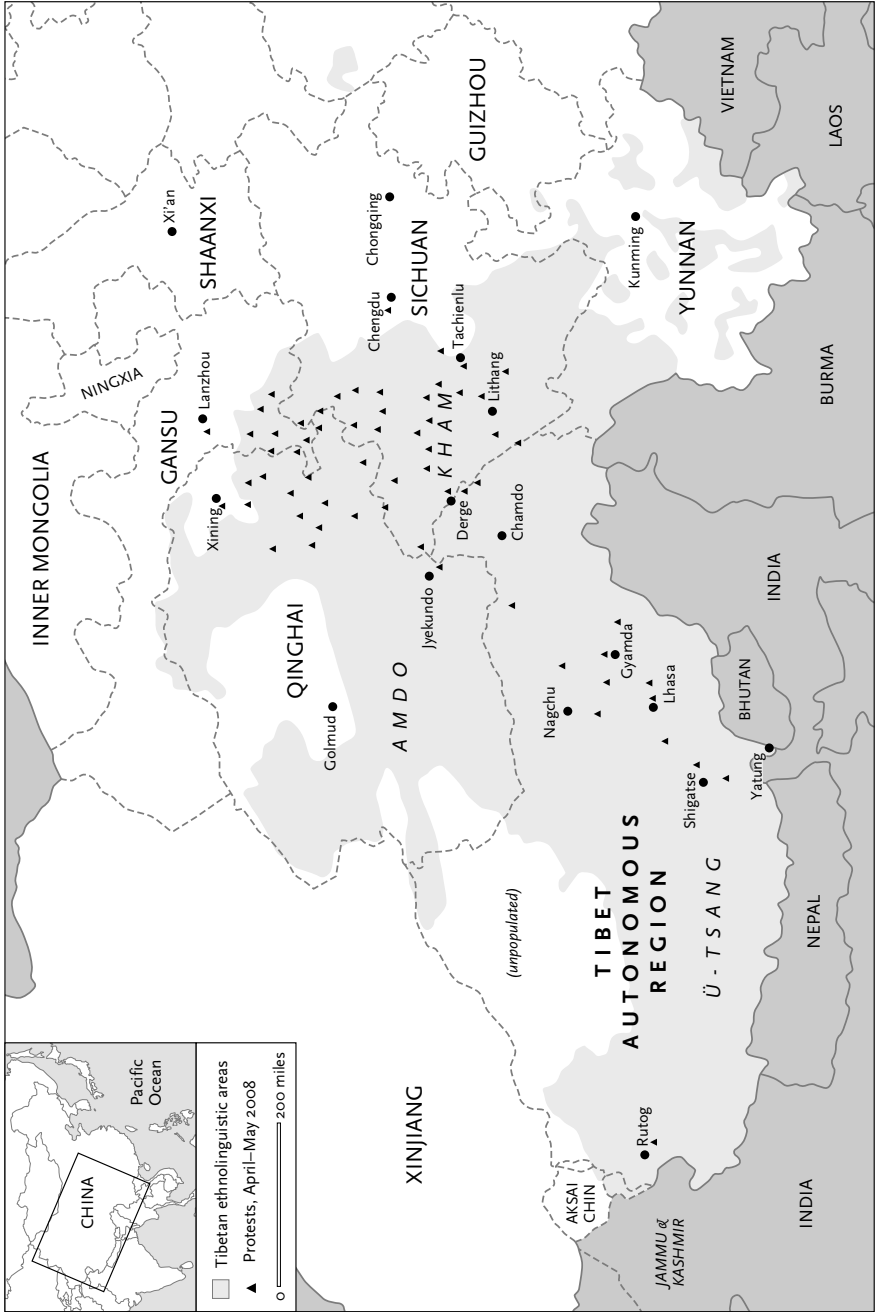 CHINA
Pacific
Ocean
Tibetan ethnolinguistic areas
Protests, April–May 2008
0 200 miles
INNER MONGOLIA
NINGXIA
GANSU
SHAANXI
Xi'an
Lanzhou
Xining
XINJIANG
QINGHAI
Golmud
AMDO
Jyekundo
KHAM
Derge
Chamdo
Chengdu
Chongqing
SICHUAN
Tachienlu
Lithang
GUIZHOU
AKSAI
CHIN
(unpopulated)
TIBET
AUTONOMOUS
REGION
Ü-TSANG
Rutog
Nagchu
Gyamda
Lhasa
Shigatse
Yatung
Kunming
YUNNAN
JAMMU &
KASHMIR
INDIA
NEPAL
BHUTAN
INDIA
BURMA
VIETNAM
LAOS